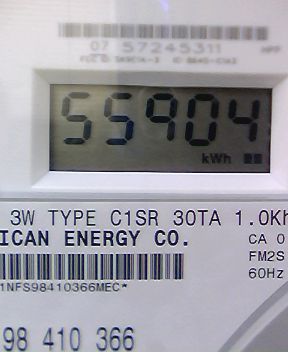 07 57245311
55904
kWh
3W TYPE C1SR 30TA 1.0Kh
ICAN ENERGY CO.
CA 0
FM2S
60Hz
1NFS98410366MEC*
98 410 366